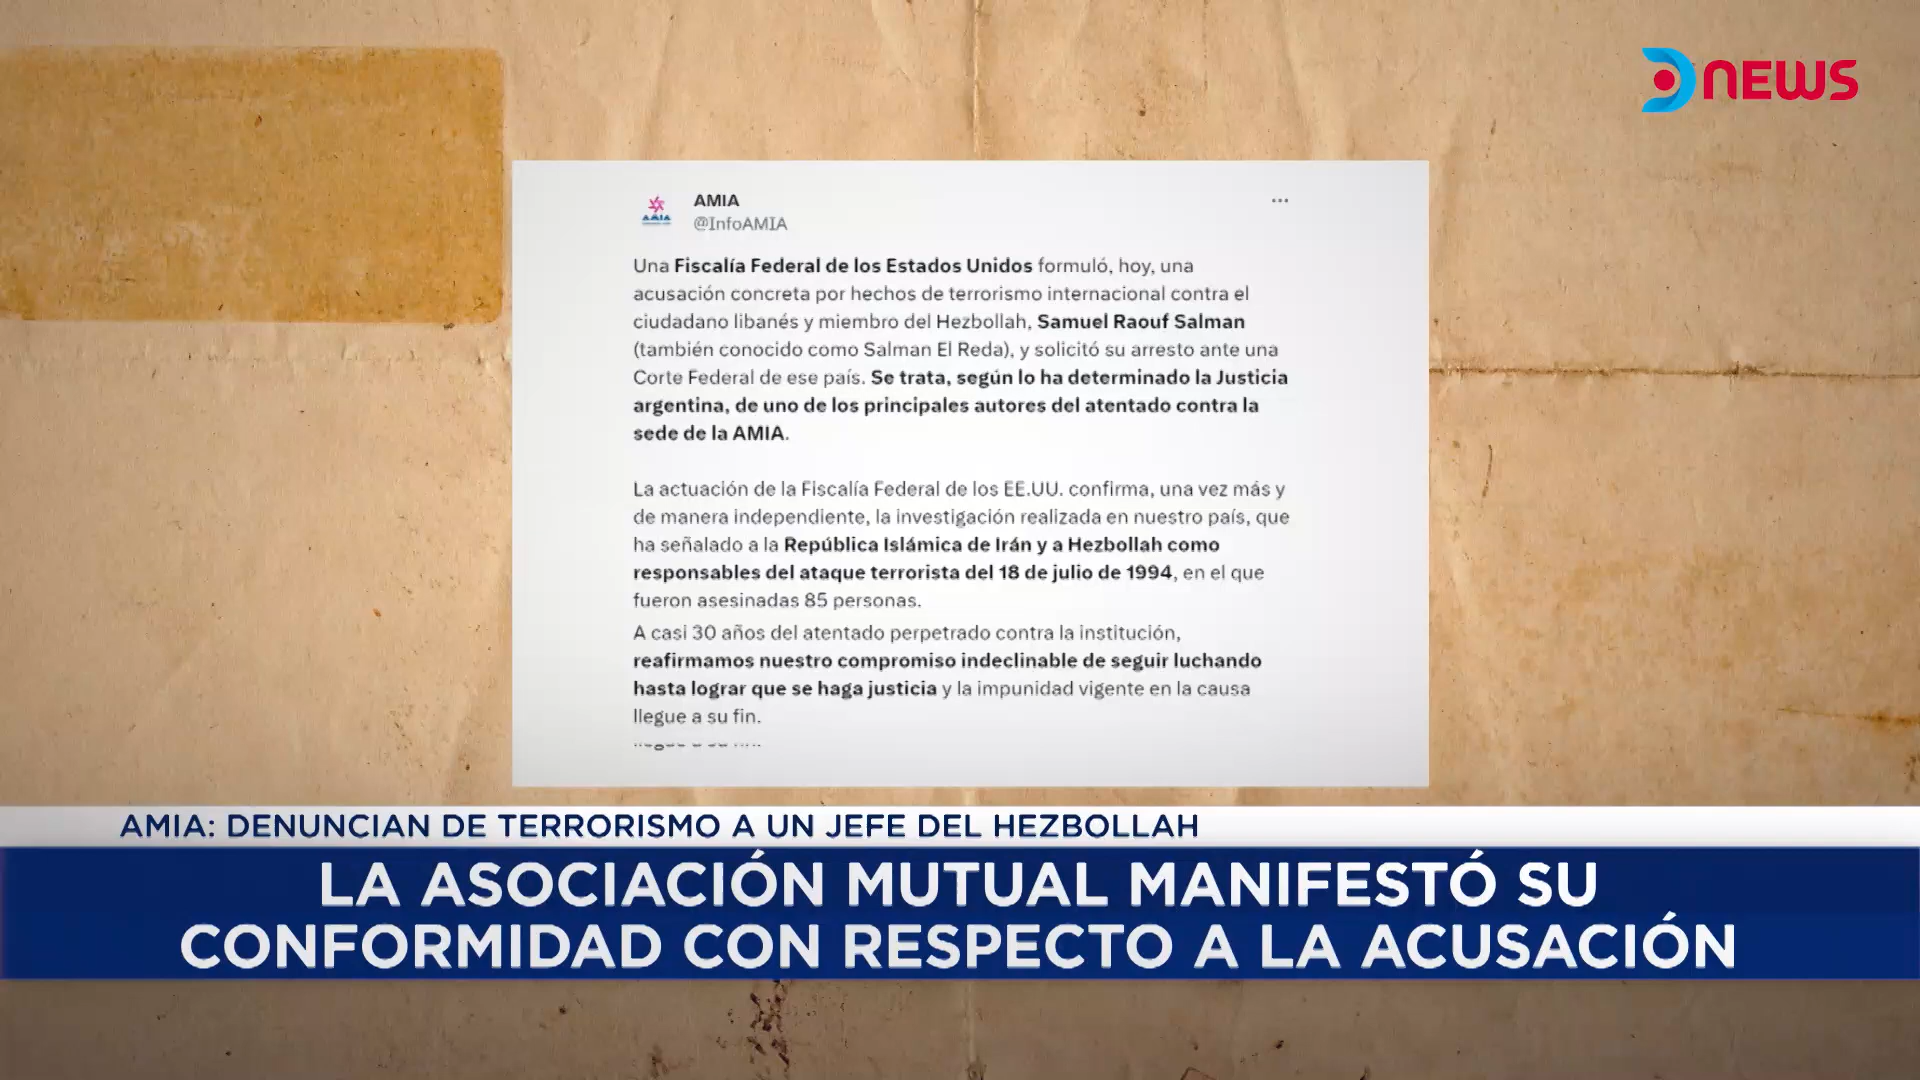 NEWS
AMIA
AMIA
@InfoAMIA
Una Fiscalía Federal de los Estados Unidos formuló, hoy, una
acusación concreta por hechos de terrorismo internacional contra el
ciudadano libanés y miembro del Hezbollah, Samuel Raouf Salman
(también conocido como Salman El Reda), y solicitó su arresto ante una
Corte Federal de ese país. Se trata, según lo ha determinado la Justicia
argentina, de uno de los principales autores del atentado contra la
sede de la AMIA.
La actuación de la Fiscalía Federal de los EE.UU. confirma, una vez más y
de manera independiente, la investigación realizada en nuestro país, que
ha señalado a la República Islámica de Irán y a Hezbollah como
responsables del ataque terrorista del 18 de julio de 1994, en el que
fueron asesinadas 85 personas.
A casi 30 años del atentado perpetrado contra la institución,
reafirmamos nuestro compromiso indeclinable de seguir luchando
hasta lograr que se haga justicia y la impunidad vigente en la causa
llegue a su fin.
AMIA: DENUNCIAN DE TERRORISMO A UN JEFE DEL HEZBOLLAH
LA ASOCIACIÓN MUTUAL MANIFESTÓ SU
CONFORMIDAD CON RESPECTO A LA ACUSACIÓN